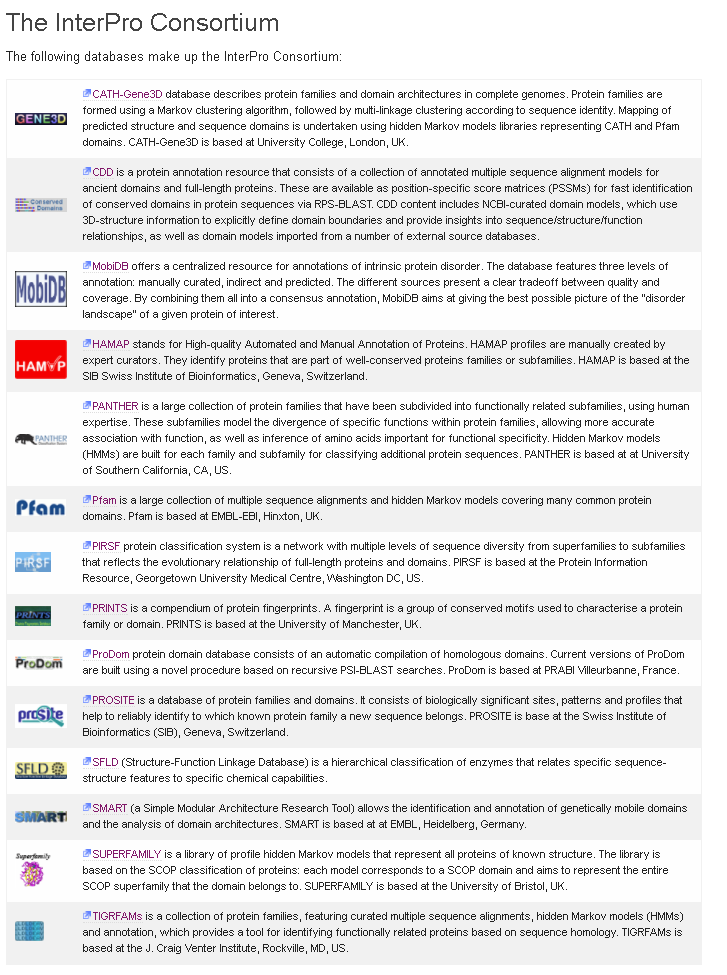 The InterPro Consortium
The following databases make up the InterPro Consortium:
GENE3D
CATH-Gene3D database describes protein families and domain architectures in complete genomes. Protein families are
formed using a Markov clustering algorithm, followed by multi-linkage clustering according to sequence identity. Mapping of
predicted structure and sequence domains is undertaken using hidden Markov models libraries representing CATH and Pfam
domains. CATH-Gene3D is based at University College, London, UK.
Conserved
Domains
CDD is a protein annotation resource that consists of a collection of annotated multiple sequence alignment models for
ancient domains and full-length proteins. These are available as position-specific score matrices (PSSMs) for fast identification
of conserved domains in protein sequences via RPS-BLAST. CDD content includes NCBI-curated domain models, which use
3D-structure information to explicitly define domain boundaries and provide insights into sequence/structure/function
relationships, as well as domain models imported from a number of external source databases.
MobiDB
MobiDB offers a centralized resource for annotations of intrinsic protein disorder. The database features three levels of
annotation: manually curated, indirect and predicted. The different sources present a clear tradeoff between quality and
coverage. By combining them all into a consensus annotation, MobiDB aims at giving the best possible picture of the "disorder
landscape" of a given protein of interest.
HAMAP
HAMAP stands for High-quality Automated and Manual Annotation of Proteins. HAMAP profiles are manually created by
expert curators. They identify proteins that are part of well-conserved proteins families or subfamilies. HAMAP is based at the
SIB Swiss Institute of Bioinformatics, Geneva, Switzerland.
PANTHER
PANTHER is a large collection of protein families that have been subdivided into functionally related subfamilies, using human
expertise. These subfamilies model the divergence of specific functions within protein families, allowing more accurate
association with function, as well as inference of amino acids important for functional specificity. Hidden Markov models
(HMMs) are built for each family and subfamily for classifying additional protein sequences. PANTHER is based at at University
of Southern California, CA, US.
Pfam
Pfam is a large collection of multiple sequence alignments and hidden Markov models covering many common protein
domains. Pfam is based at EMBL-EBI, Hinxton, UK.
PIRSF
PIRSF protein classification system is a network with multiple levels of sequence diversity from superfamilies to subfamilies
that reflects the evolutionary relationship of full-length proteins and domains. PIRSF is based at the Protein Information
Resource, Georgetown University Medical Centre, Washington DC, US.
PRINTS
PRINTS is a compendium of protein fingerprints. A fingerprint is a group of conserved motifs used to characterise a protein
family or domain. PRINTS is based at the University of Manchester, UK.
ProDom
ProDom protein domain database consists of an automatic compilation of homologous domains. Current versions of ProDom
are built using a novel procedure based on recursive PSI-BLAST searches. ProDom is based at PRABI Villeurbanne, France.
proSite
PROSITE is a database of protein families and domains. It consists of biologically significant sites, patterns and profiles that
help to reliably identify to which known protein family a new sequence belongs. PROSITE is base at the Swiss Institute of
Bioinformatics (SIB), Geneva, Switzerland.
SFLD
SFLD (Structure-Function Linkage Database) is a hierarchical classification of enzymes that relates specific sequence-
structure features to specific chemical capabilities.
SMART
SMART (a Simple Modular Architecture Research Tool) allows the identification and annotation of genetically mobile domains
and the analysis of domain architectures. SMART is based at at EMBL, Heidelberg, Germany.
Superfamily
SUPERFAMILY is a library of profile hidden Markov models that represent all proteins of known structure. The library is
based on the SCOP classification of proteins: each model corresponds to a SCOP domain and aims to represent the entire
SCOP superfamily that the domain belongs to. SUPERFAMILY is based at the University of Bristol, UK.
TIGRFAMs is a collection of protein families, featuring curated multiple sequence alignments, hidden Markov models (HMMs)
and annotation, which provides a tool for identifying functionally related proteins based on sequence homology. TIGRFAMs is
based at the J. Craig Venter Institute, Rockville, MD, US.